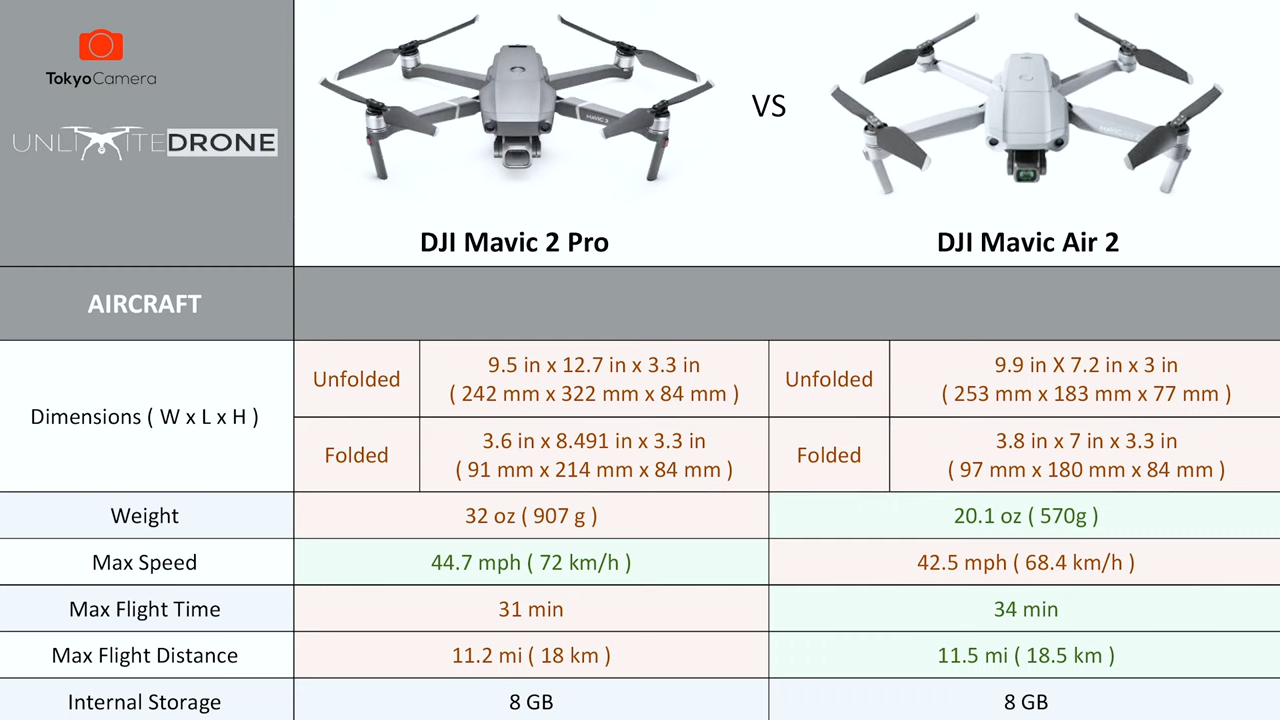 TokyoCamera
UNLIMITEDRONE
VS
DJI Mavic 2 Pro
DJI Mavic Air 2
AIRCRAFT
Dimensions ( W x L x H )
Unfolded
9.5 in x 12.7 in x 3.3 in
( 242 mm x 322 mm x 84 mm )
Unfolded
9.9 in X 7.2 in x 3 in
( 253 mm x 183 mm x 77 mm )
Folded
3.6 in x 8.491 in x 3.3 in
( 91 mm x 214 mm x 84 mm )
Folded
3.8 in x 7 in x 3.3 in
( 97 mm x 180 mm x 84 mm )
Weight
32 oz ( 907 g )
20.1 oz ( 570g )
Max Speed
44.7 mph ( 72 km/h )
42.5 mph ( 68.4 km/h )
Max Flight Time
31 min
34 min
Max Flight Distance
11.2 mi ( 18 km )
11.5 mi ( 18.5 km )
Internal Storage
8 GB
8 GB